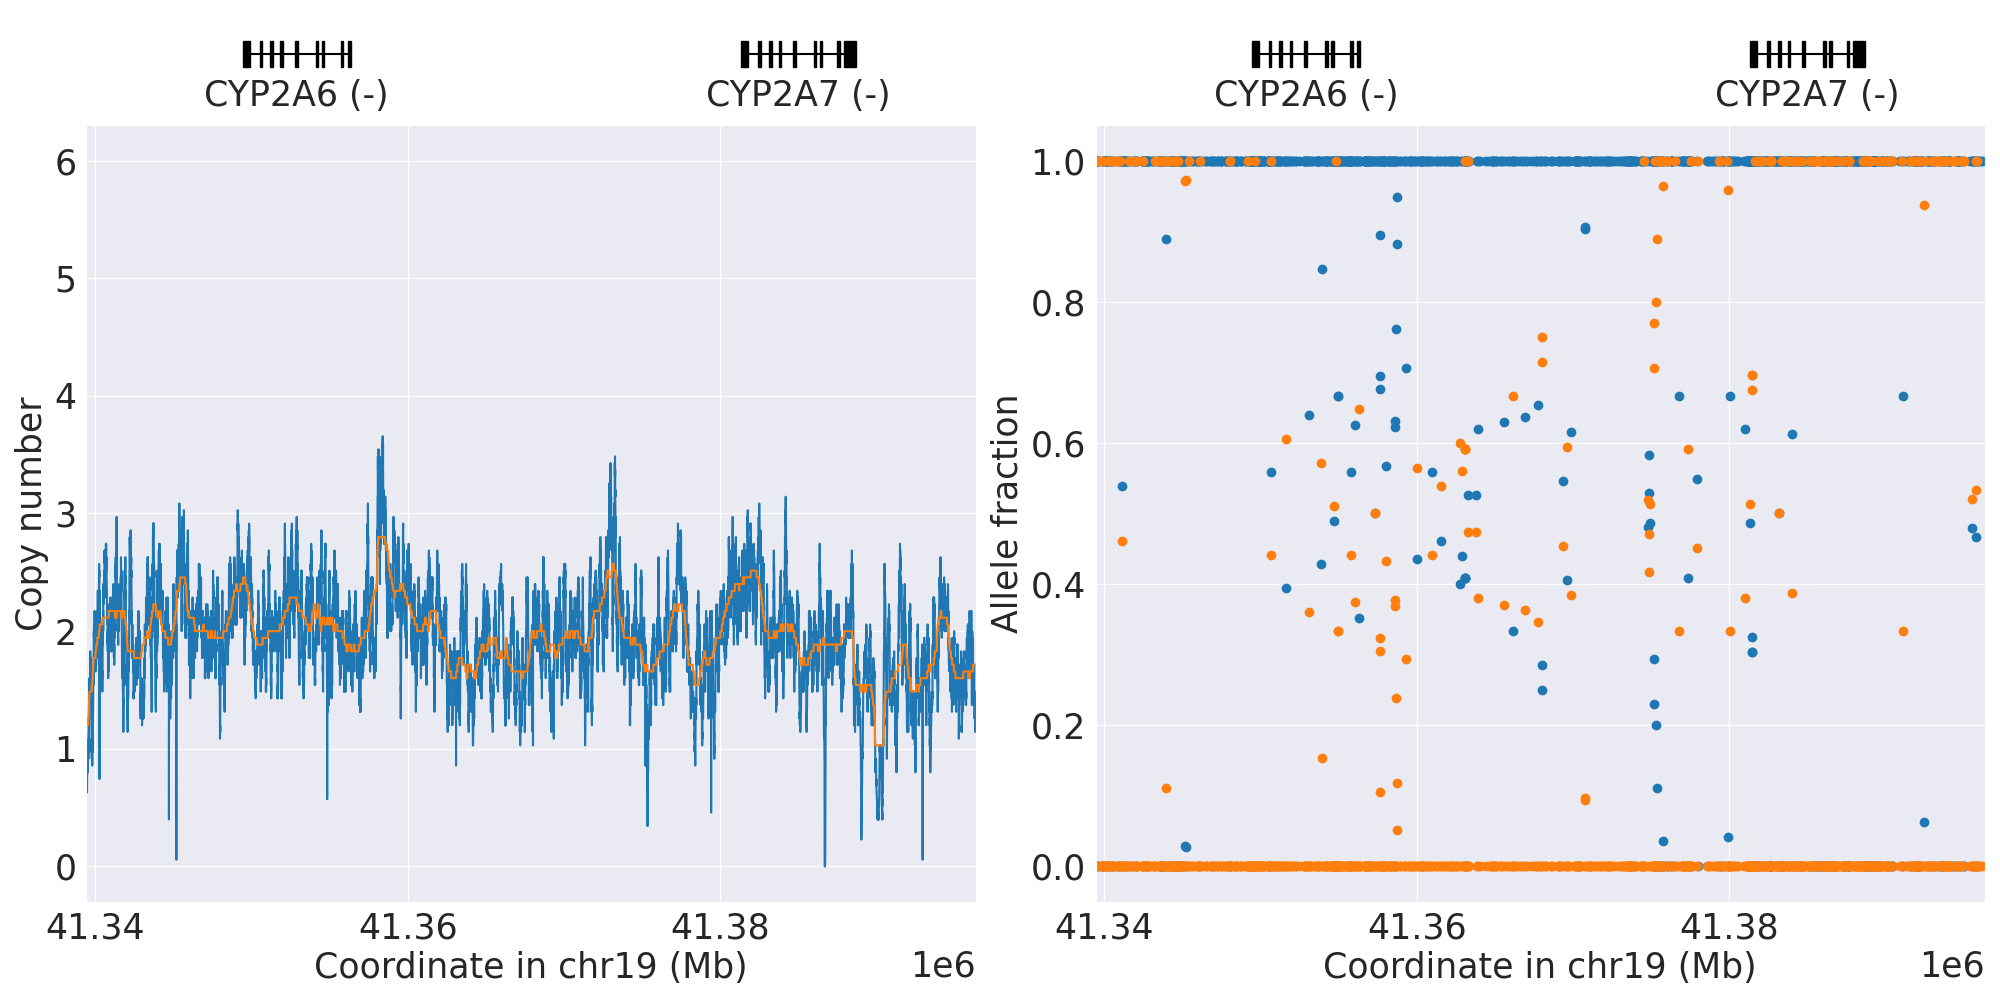 CYP2A6 (-)
CYP2A7 (-)
6
5
4
3
2
1
0
Copy number
41.34
41.36
41.38
Coordinate in chr19 (Mb)
1e6
CYP2A6 (-)
CYP2A7 (-)
1.0
0.8
0.6
0.4
0.2
0.0
Allele fraction
41.34
41.36
41.38
Coordinate in chr19 (Mb)
1e6